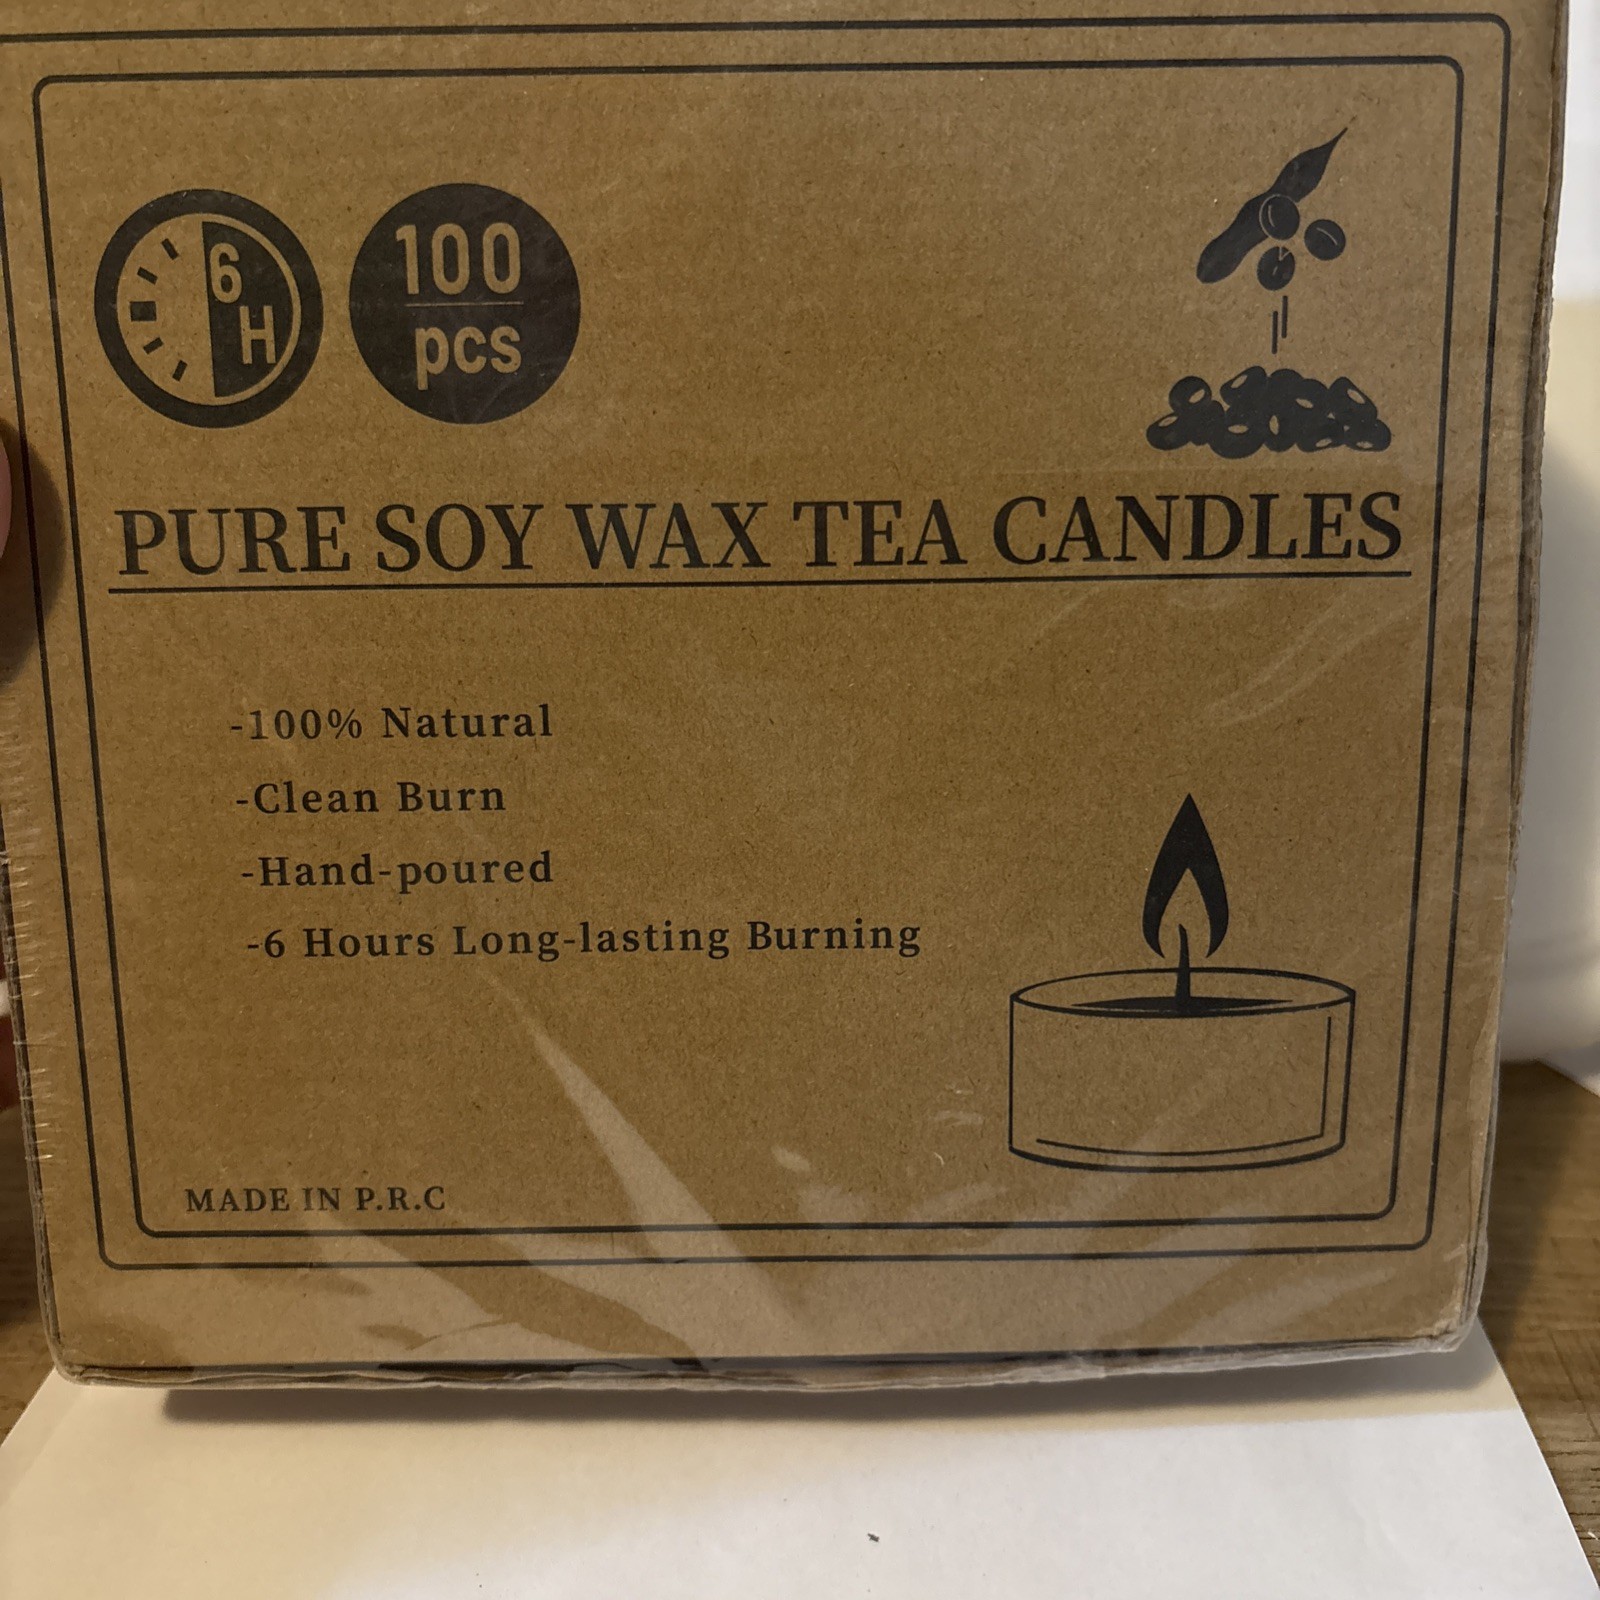 6
H
100
pcs
PURE SOY WAX TEA CANDLES
-100% Natural
-Clean Burn
-Hand-poured
-6 Hours Long-lasting Burning
MADE IN P.R.C